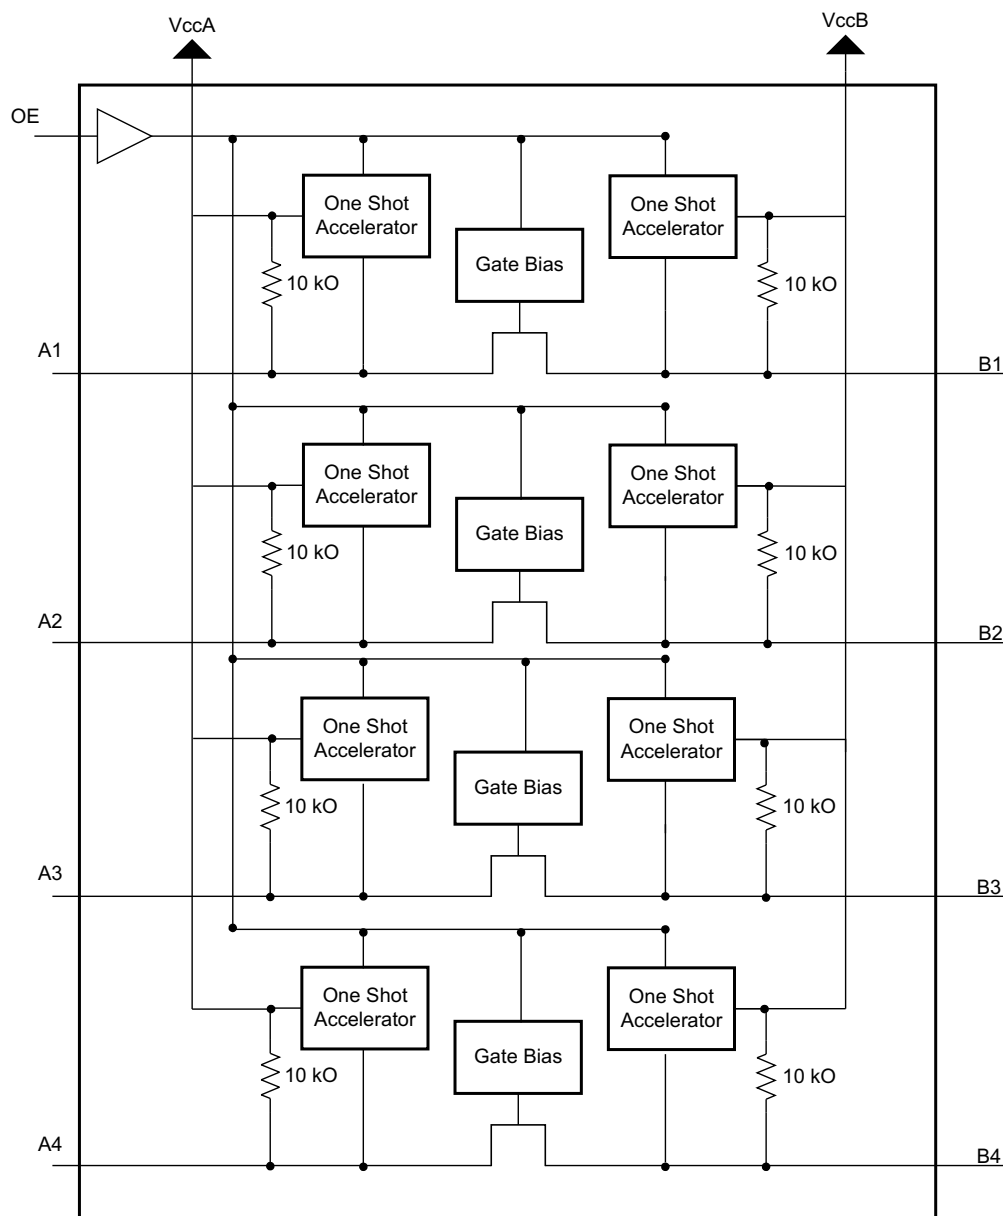 VccA
VccB
OE
One Shot
Accelerator
One Shot
Accelerator
Gate Bias
10 kO
10 kO
A1
B1
One Shot
Accelerator
One Shot
Accelerator
Gate Bias
10 kO
10 kO
A2
B2
One Shot
Accelerator
One Shot
Accelerator
Gate Bias
10 kO
10 kO
A3
B3
One Shot
Accelerator
One Shot
Accelerator
Gate Bias
10 kO
10 kO
A4
B4